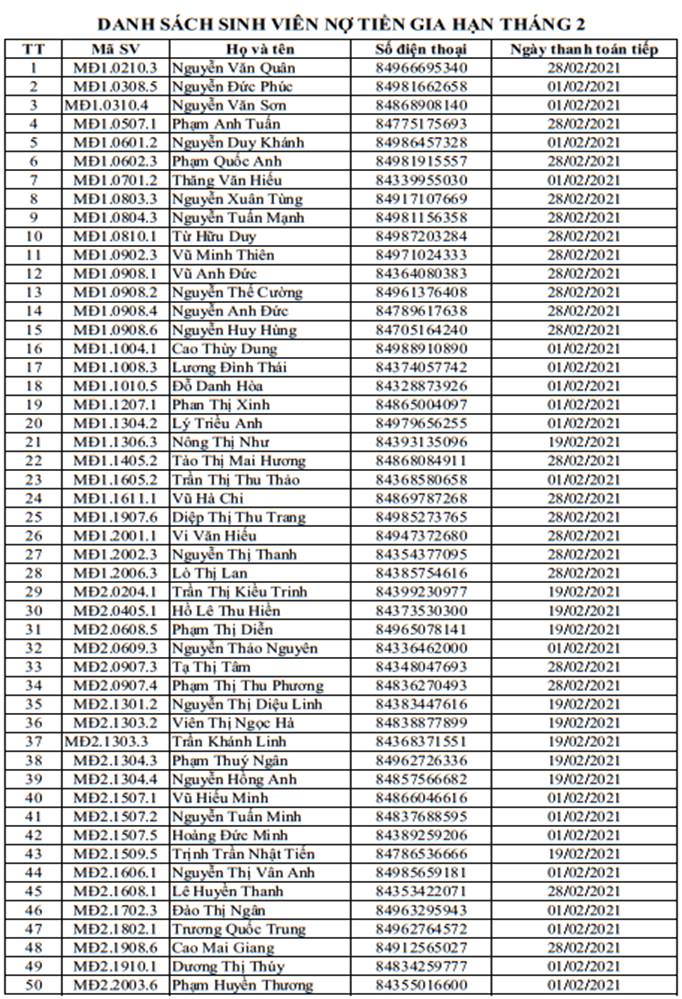 DANH SÁCH SINH VIÊN NỢ TIỀN GIA HẠN THÁNG 2
TT Mã SV Họ và tên Số điện thoại Ngày thanh toán tiếp
1 MĐ1.0210.3 Nguyễn Văn Quân 84966695340 28/02/2021
2 MĐ1.0308.5 Nguyễn Đức Phúc 84981662658 01/02/2021
3 MĐ1.0310.4 Nguyễn Văn Sơn 84868908140 01/02/2021
4 MĐ1.0507.1 Phạm Anh Tuấn 84775175693 28/02/2021
5 MĐ1.0601.2 Nguyễn Duy Khánh 84986457328 01/02/2021
6 MĐ1.0602.3 Phạm Quốc Anh 84981915557 28/02/2021
7 MĐ1.0701.2 Thăng Văn Hiếu 84339955030 01/02/2021
8 MĐ1.0803.3 Nguyễn Xuân Tùng 84917107669 28/02/2021
9 MĐ1.0804.3 Nguyễn Tuấn Mạnh 84981156358 28/02/2021
10 MĐ1.0810.1 Từ Hữu Duy 84987203284 28/02/2021
11 MĐ1.0902.3 Vũ Minh Thiên 84971024333 28/02/2021
12 MĐ1.0908.1 Vũ Anh Đức 84364080383 28/02/2021
13 MĐ1.0908.2 Nguyễn Thế Cường 84961376408 28/02/2021
14 MĐ1.0908.4 Nguyễn Anh Đức 84789617638 28/02/2021
15 MĐ1.0908.6 Nguyễn Huy Hùng 84705164240 28/02/2021
16 MĐ1.1004.1 Cao Thùy Dung 84988910890 01/02/2021
17 MĐ1.1008.3 Lương Đình Thái 84374057742 01/02/2021
18 MĐ1.1010.5 Đỗ Danh Hòa 84328873926 01/02/2021
19 MĐ1.1207.1 Phan Thị Xinh 84865004097 01/02/2021
20 MĐ1.1304.2 Lý Triều Anh 84979656255 01/02/2021
21 MĐ1.1306.3 Nông Thị Như 84393135096 19/02/2021
22 MĐ1.1405.2 Tào Thị Mai Hương 84868084911 28/02/2021
23 MĐ1.1605.2 Trần Thị Thu Thảo 84368580658 01/02/2021
24 MĐ1.1611.1 Vũ Hà Chi 84869787268 28/02/2021
25 MĐ1.1907.6 Diệp Thị Thu Trang 84985273765 28/02/2021
26 MĐ1.2001.1 Vi Văn Hiếu 84947372680 28/02/2021
27 MĐ1.2002.3 Nguyễn Thị Thanh 84354377095 28/02/2021
28 MĐ1.2006.3 Lò Thị Lan 84385754616 28/02/2021
29 MĐ2.0204.1 Trần Thị Kiều Trinh 84399230977 19/02/2021
30 MĐ2.0405.1 Hồ Lê Thu Hiền 84373530300 19/02/2021
31 MĐ2.0608.5 Phạm Thị Diễn 84965078141 19/02/2021
32 MĐ2.0609.3 Nguyễn Thảo Nguyên 84336462000 01/02/2021
33 MĐ2.0907.3 Tạ Thị Tâm 84348047693 28/02/2021
34 MĐ2.0907.4 Phạm Thị Thu Phương 84836270493 28/02/2021
35 MĐ2.1301.2 Nguyễn Thị Diệu Linh 84383447616 19/02/2021
36 MĐ2.1303.2 Viên Thị Ngọc Hà 84838877899 19/02/2021
37 MĐ2.1303.3 Trần Khánh Linh 84368371551 19/02/2021
38 MĐ2.1304.3 Phạm Thuý Ngân 84962726336 19/02/2021
39 MĐ2.1304.4 Nguyễn Hồng Anh 84857566682 19/02/2021
40 MĐ2.1507.1 Vũ Hiếu Minh 84866046616 01/02/2021
41 MĐ2.1507.2 Nguyễn Tuấn Minh 84837688595 01/02/2021
42 MĐ2.1507.5 Hoàng Đức Minh 84389259206 01/02/2021
43 MĐ2.1509.5 Trịnh Trần Nhật Tiến 84786536666 19/02/2021
44 MĐ2.1606.1 Nguyễn Thị Vân Anh 84985659181 01/02/2021
45 MĐ2.1608.1 Lê Huyền Thanh 84353422071 28/02/2021
46 MĐ2.1702.3 Đào Thị Ngân 84963295943 01/02/2021
47 MĐ2.1802.1 Trương Quốc Trung 84962764572 01/02/2021
48 MĐ2.1908.6 Cao Mai Giang 84912565027 28/02/2021
49 MĐ2.1910.1 Dương Thị Thúy 84834259777 01/02/2021
50 MĐ2.2003.6 Phạm Huyền Thương 84355016600 01/02/2021